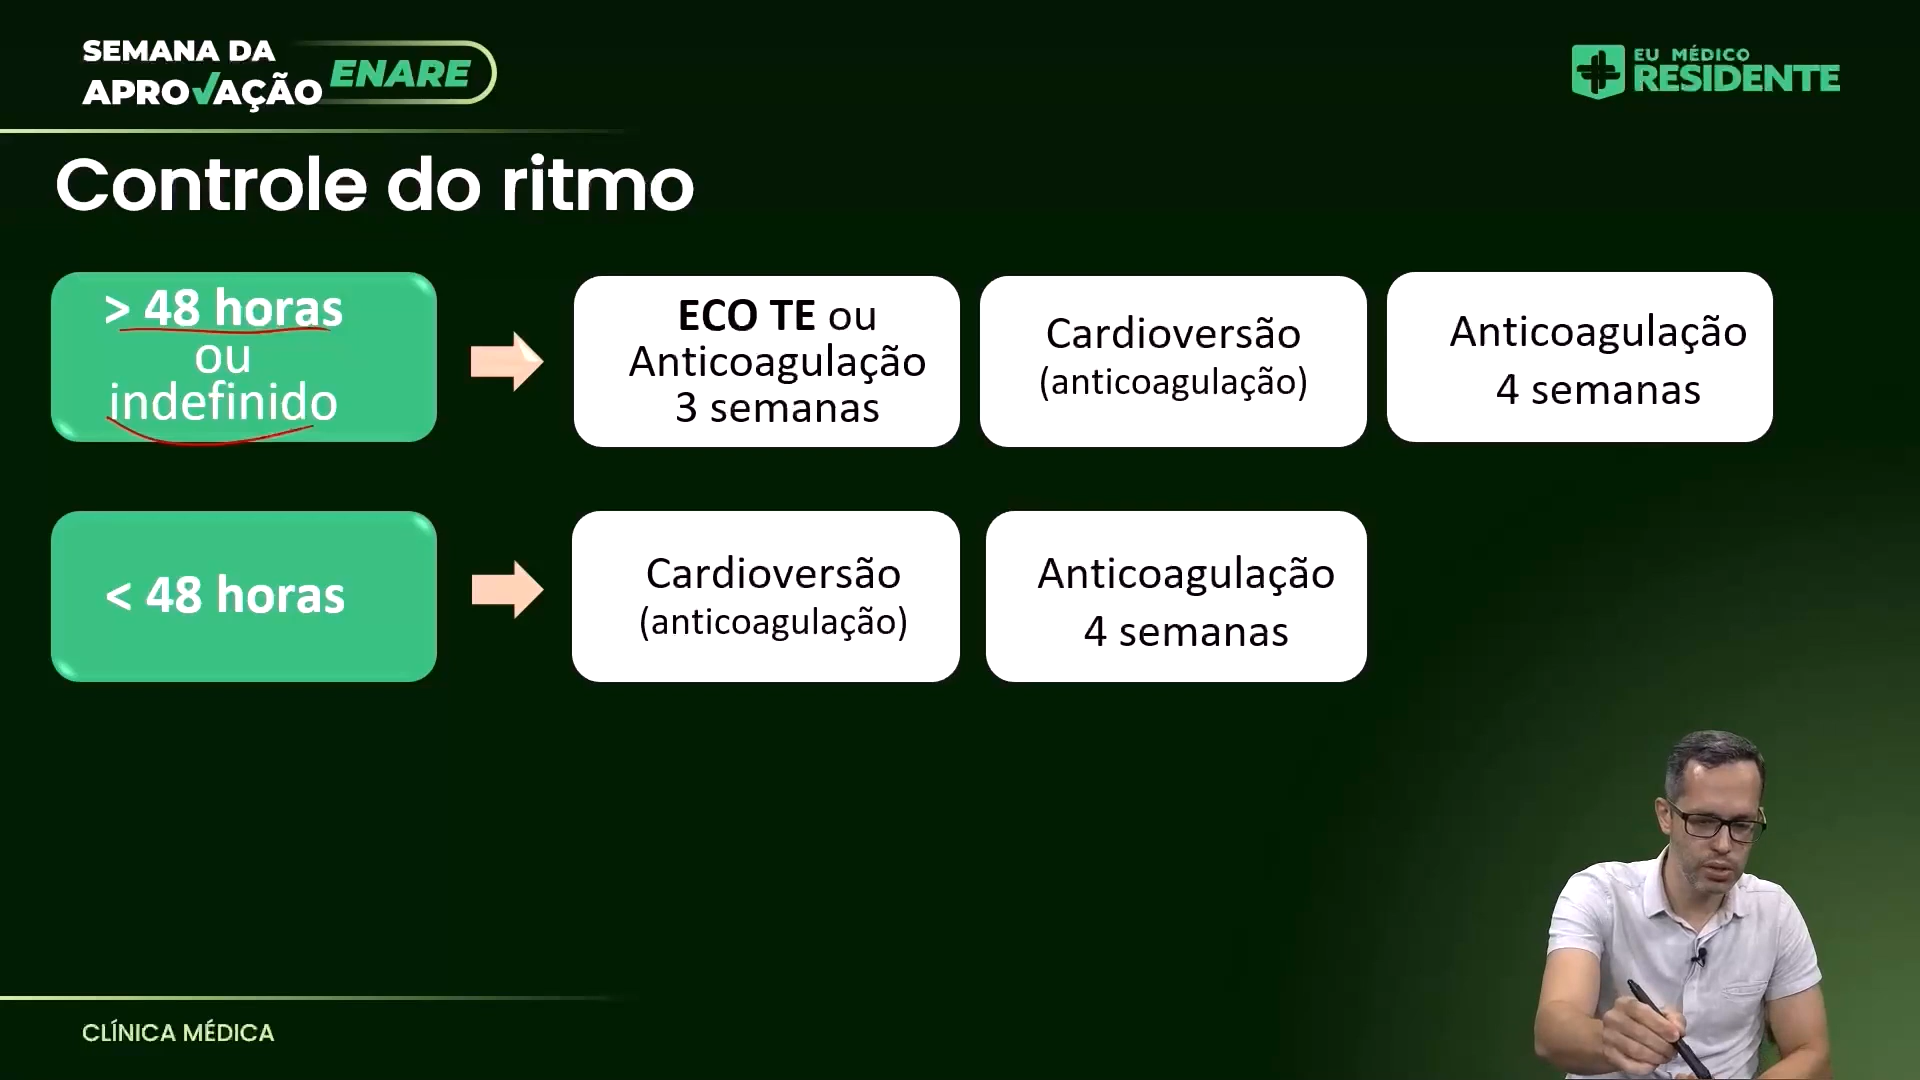 SEMANA DA
APROVAÇÃO ENARE
EU MÉDICO
RESIDENTE
Controle do ritmo
> 48 horas
ou
indefinido
ECO TE ou
Anticoagulação
3 semanas
Cardioversão
(anticoagulação)
Anticoagulação
4 semanas
< 48 horas
Cardioversão
(anticoagulação)
Anticoagulação
4 semanas
CLÍNICA MÉDICA